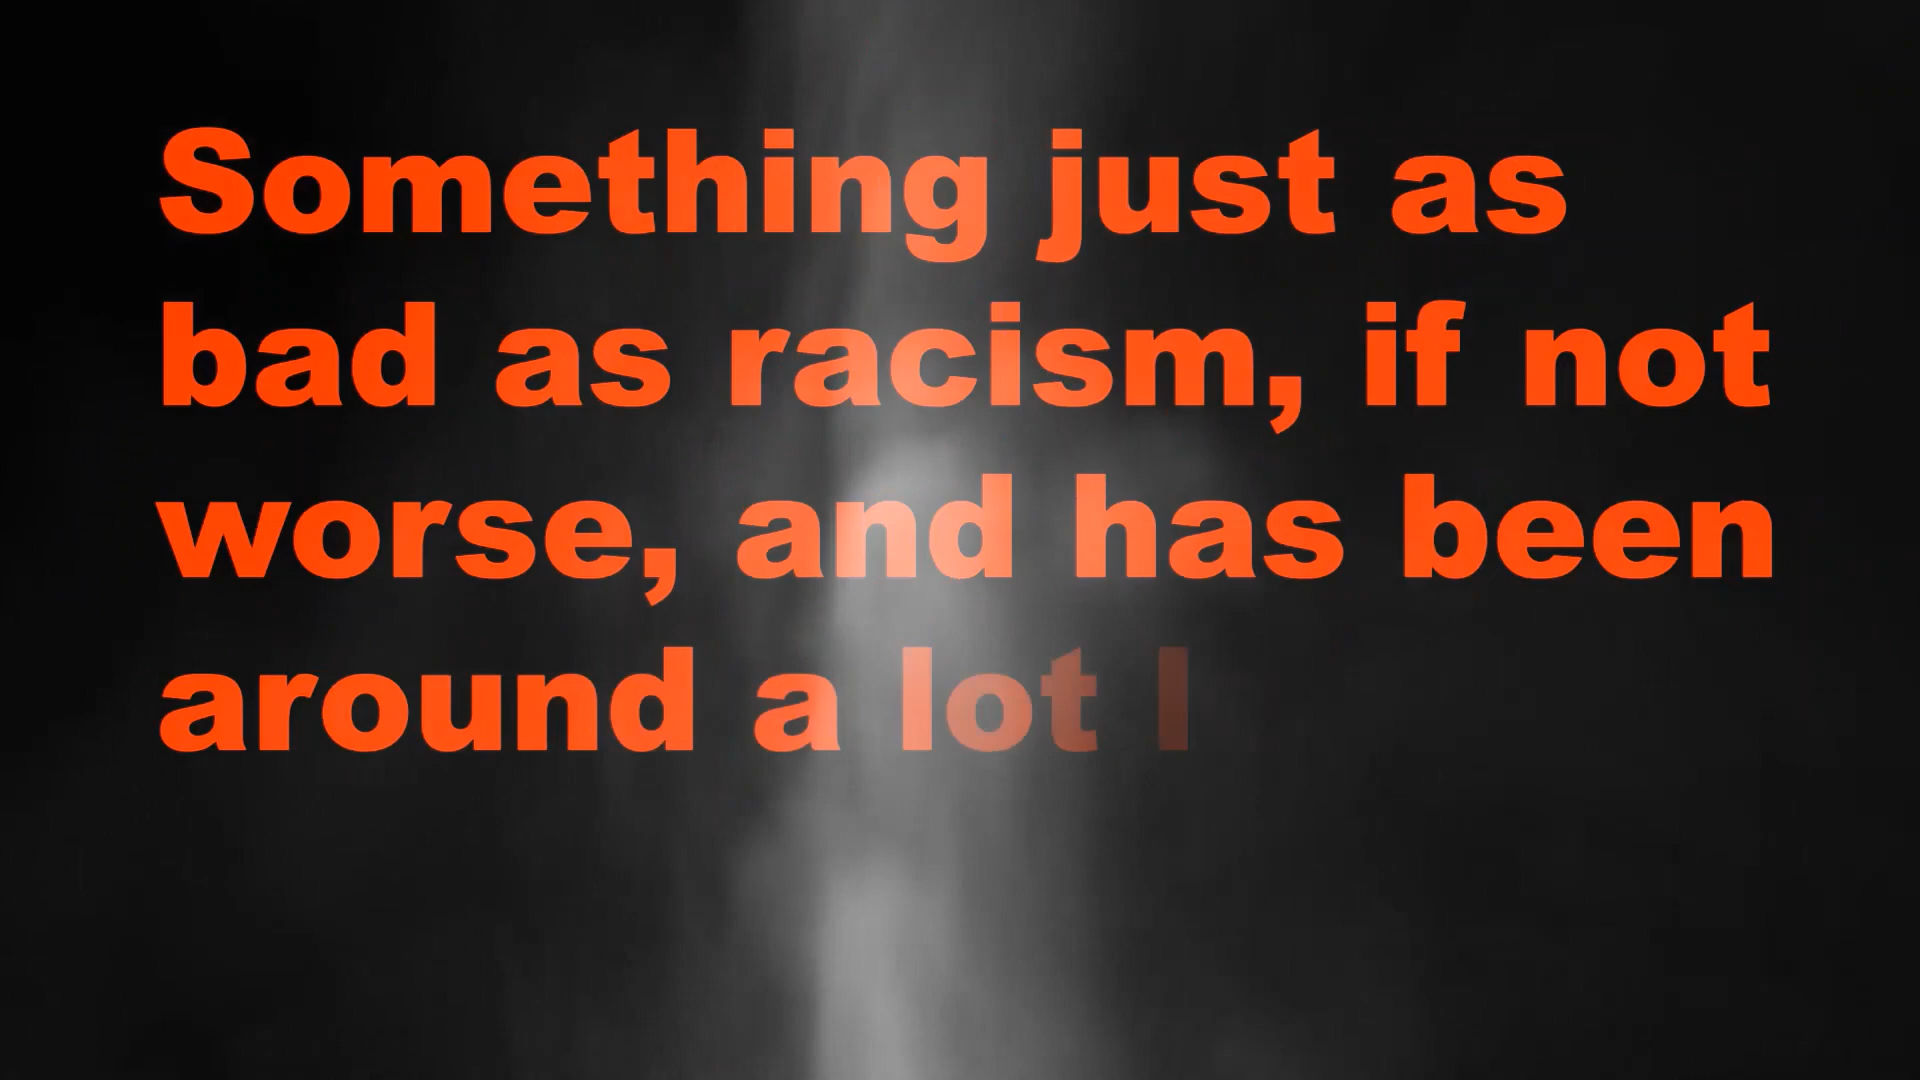 Something just as
bad as racism, if not
worse, and has been
around a lot l